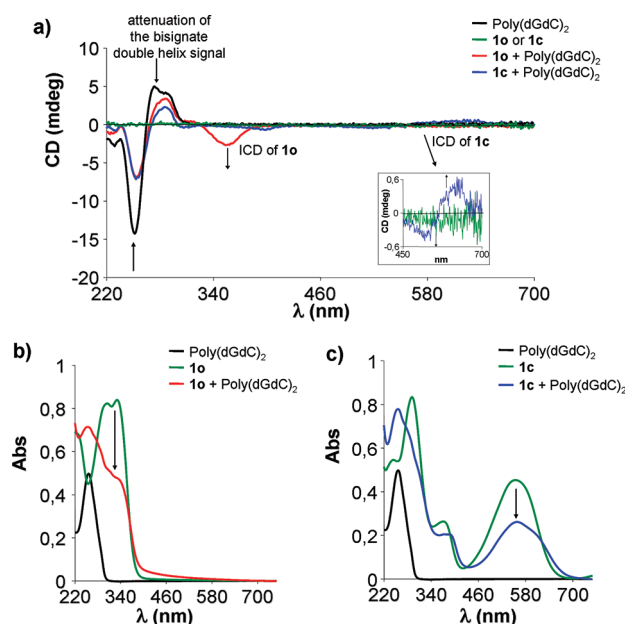 a)
attenuation of
the bisignate
double helix signal
Poly(dGdC)2
1o or 1c
1o + Poly(dGdC)2
1c + Poly(dGdC)2
CD (mdeg)
10
5
0
-5
-10
-15
-20
ICD of 1o
ICD of 1c
CD (mdeg)
0,6
0
-0,6
450
700
nm
220
340
460
580
700
λ (nm)
b)
Poly(dGdC)2
1o
1o + Poly(dGdC)2
Abs
1
0,8
0,6
0,4
0,2
0
220
340
460
580
700
λ (nm)
c)
Poly(dGdC)2
1c
1c + Poly(dGdC)2
Abs
1
0,8
0,6
0,4
0,2
0
220
340
460
580
700
λ (nm)